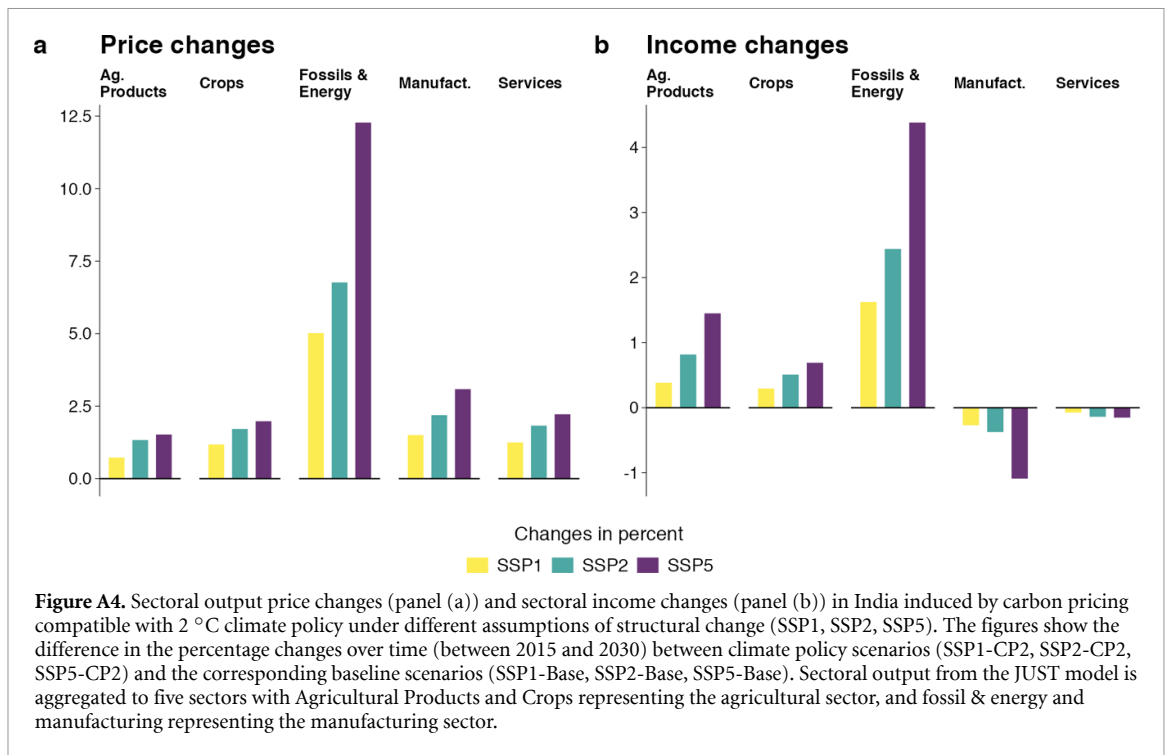 a Price changes
Ag. Products Crops Fossils & Energy Manufact. Services
12.5
10.0
7.5
5.0
2.5
0.0
b Income changes
Ag. Products Crops Fossils & Energy Manufact. Services
4
3
2
1
0
-1
Changes in percent
SSP1 SSP2 SSP5
Figure A4. Sectoral output price changes (panel (a)) and sectoral income changes (panel (b)) in India induced by carbon pricing
compatible with 2 °C climate policy under different assumptions of structural change (SSP1, SSP2, SSP5). The figures show the
difference in the percentage changes over time (between 2015 and 2030) between climate policy scenarios (SSP1-CP2, SSP2-CP2,
SSP5-CP2) and the corresponding baseline scenarios (SSP1-Base, SSP2-Base, SSP5-Base). Sectoral output from the JUST model is
aggregated to five sectors with Agricultural Products and Crops representing the agricultural sector, and fossil & energy and
manufacturing representing the manufacturing sector.